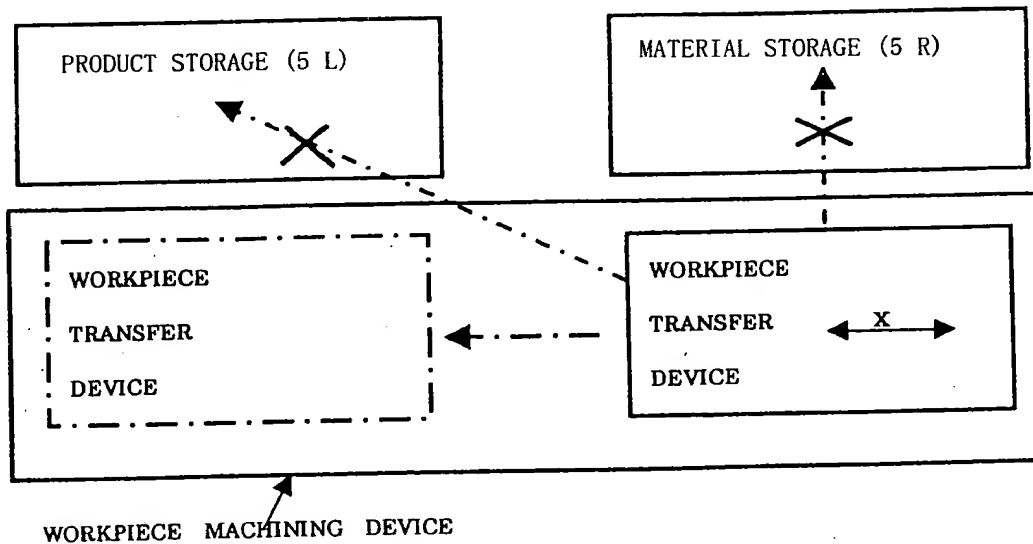 PRODUCT STORAGE (5 L)
MATERIAL STORAGE (5 R)
WORKPIECE
TRANSFER
DEVICE
WORKPIECE
TRANSFER
DEVICE
X
WORKPIECE MACHINING DEVICE